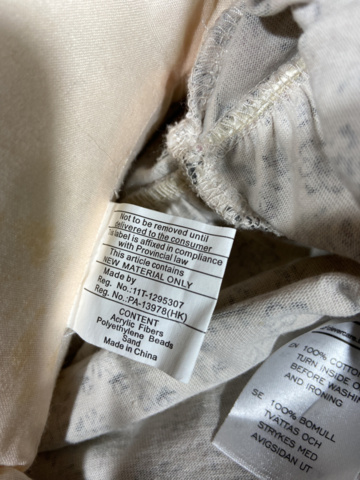 Not to be removed until
delivered to the consumer
label is affixed in compliance
with Provincial law
This article contains
NEW MATERIAL ONLY
Made by
Reg. No.:11T-1295307
Reg. No.:PA-13978(HK)
CONTENT
Acrylic Fibers
Polyethylene Beads
Sand
Made in China
100% COTTO
TURN INSIDE
BEFORE WASHIN
AND IRONING
SE 100% BOMULL
TVÄTTAS OCH
STRYKES MED
AVIGSIDAN UT